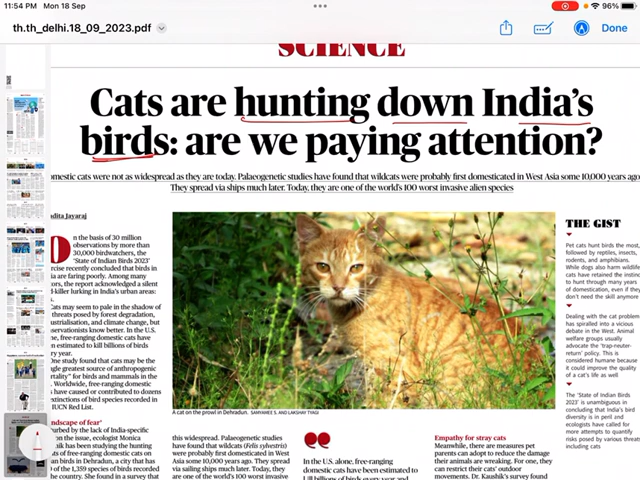 11:54 PM Mon 18 Sep
96%
th.th_delhi.18_09_2023.pdf
Done
SCIENCE
Cats are hunting down India's
birds: are we paying attention?
omestic cats were not as widespread as they are today. Palaeogenetic studies have found that wildcats were probably first domesticated in West Asia some 10,000 years ago
They spread via ships much later. Today, they are one of the world's 100 worst invasive alien species
dita Jayaraj
On the basis of 30 million
observations by more than
30,000 birdwatchers, the
'State of Indian Birds 2023'
rcise recently concluded that birds in
ia are faring poorly. Among many
tors, the report acknowledged a silent
killer lurking in India's urban areas:
Cats may seem to pale in the shadow of
threats posed by forest degradation,
ustrialisation, and climate change, but
servationists know better. In the U.S.
ne, free-ranging domestic cats have
n estimated to kill billions of birds
ry year.
One study found that cats may be the
gle greatest source of anthropogenic
tality" for birds and mammals in the
. Worldwide, free-ranging domestic
have caused or contributed to dozens
xtinctions of bird species recorded in
IUCN Red List.
ndscape of fear'
urbed by the lack of India-specific
on the issue, ecologist Monica
hik has been studying the hunting
ts of free-ranging domestic cats on
an birds in Dehradun, a city that has
d of the 1,359 species of birds recorded
he country. She found in a survey that
A cat on the prowl in Dehradun. SAMYAMEE S. AND LAKSHAY TYAGI
this widespread. Palaeogenetic studies
have found that wildcats (Felis sylvestris)
were probably first domesticated in West
Asia some 10,000 years ago. They spread
via sailing ships much later. Today, they
are one of the world's 100 worst invasive
In the U.S. alone, free-ranging
domestic cats have been
estimated to kill
billions of birds every year and
Empathy for stray cats
Meanwhile, there are measures pet
parents can adopt to reduce the damage
their animals are wreaking. For one, they
can restrict their cats' outdoor
movements. Dr. Kaushik's survey found
THE GIST
Pet cats hunt birds the most,
followed by reptiles, insects,
rodents, and amphibians.
While dogs also harm wildlife
cats have retained the instinct
to hunt through many years
of domestication, even if they
don't need the skill anymore
Dealing with the cat problem
has spiralled into a vicious
debate in the West. Animal
welfare groups usually
advocate the 'trap-neuter-
return' policy. This is
considered humane because
it could improve the quality
of a cat's life as well
The 'State of Indian Birds
2023' is unambiguous in
concluding that India's bird
diversity is in peril and
ecologists have called for
more attempts to quantify
risks posed by various threats
including cats